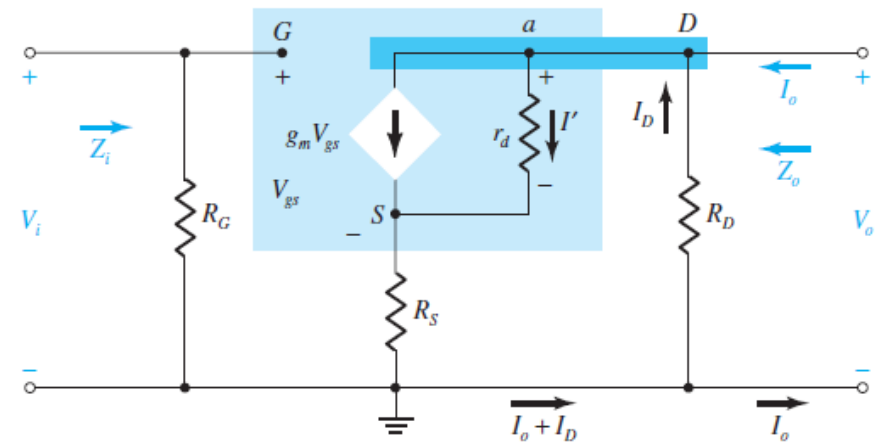 G
a
D
+
+
+
+
I_o
I_D
I′
r_d
g_m V_gs
Z_i
Z_o
V_gs
V_i
R_G
S
−
−
R_D
V_o
R_S
−
−
I_o + I_D
I_o